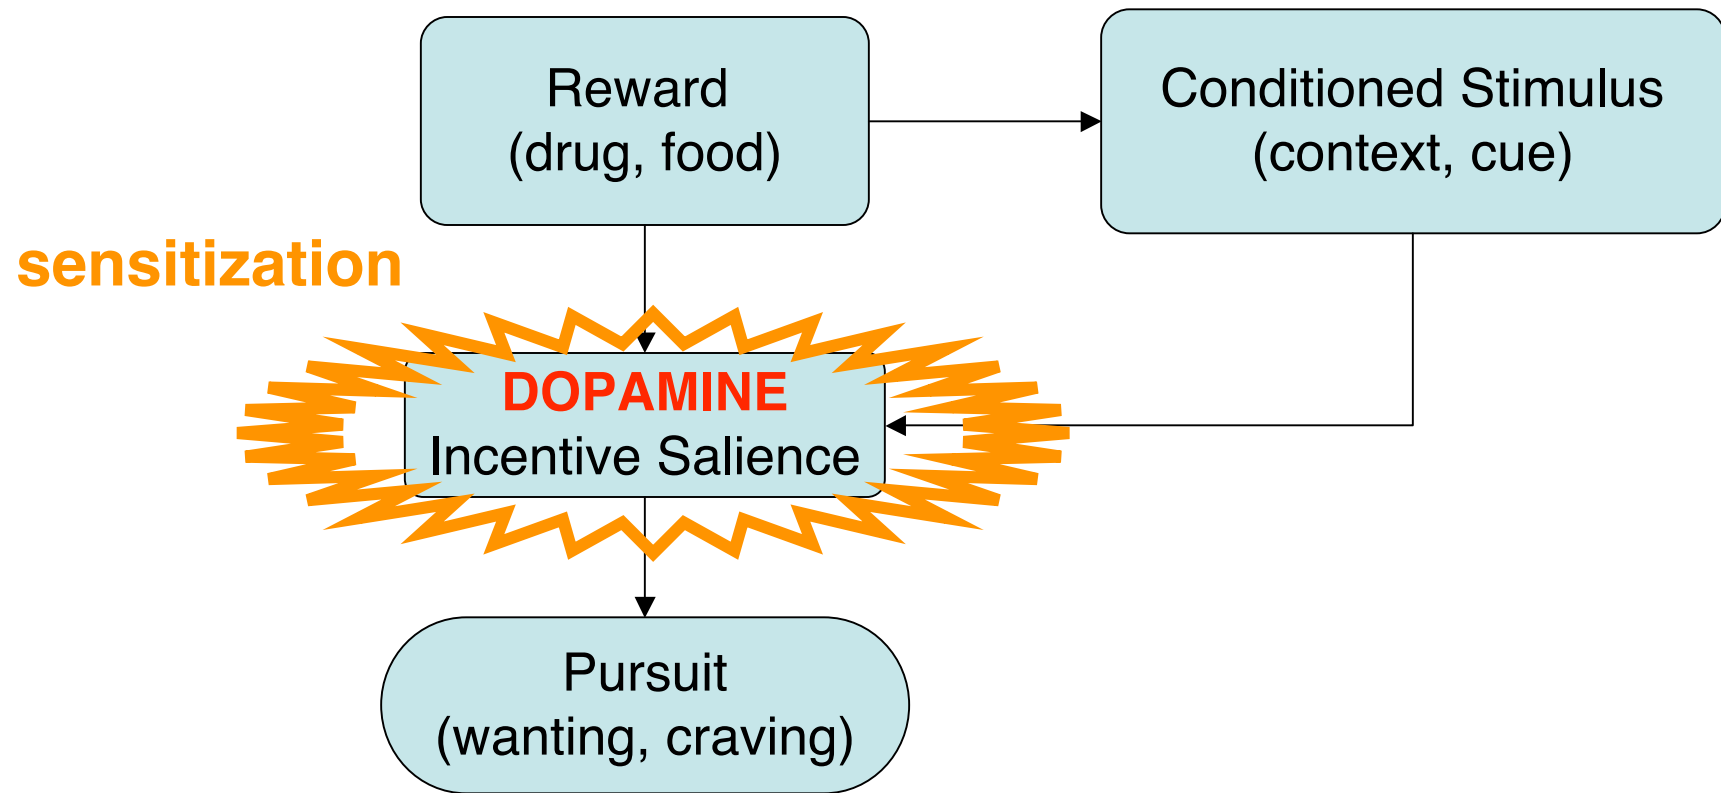 Reward
(drug, food)
Conditioned Stimulus
(context, cue)
sensitization
DOPAMINE
Incentive Salience
Pursuit
(wanting, craving)